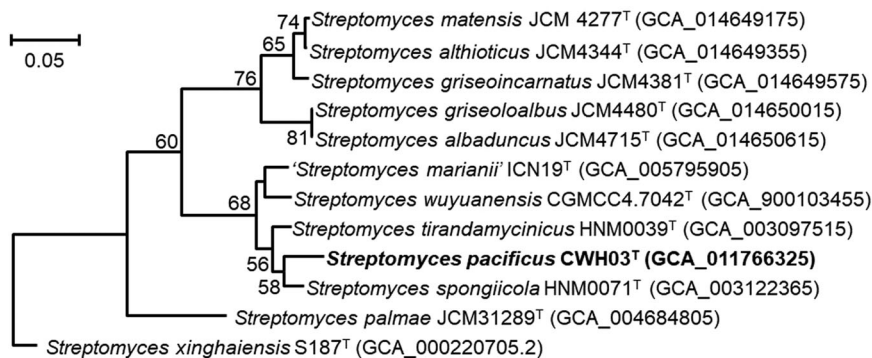 74
Streptomyces matensis JCM 4277ᵀ (GCA_014649175)
0.05
65
Streptomyces althioticus JCM4344ᵀ (GCA_014649355)
76
Streptomyces griseoincarnatus JCM4381ᵀ (GCA_014649575)
Streptomyces griseoloalbus JCM4480ᵀ (GCA_014650015)
60
81
Streptomyces albaduncus JCM4715ᵀ (GCA_014650615)
‘Streptomyces marianii’ ICN19ᵀ (GCA_005795905)
68
Streptomyces wuyuanensis CGMCC4.7042ᵀ (GCA_900103455)
Streptomyces tirandamycinicus HNM0039ᵀ (GCA_003097515)
56
Streptomyces pacificus CWH03ᵀ (GCA_011766325)
58
Streptomyces spongiicola HNM0071ᵀ (GCA_003122365)
Streptomyces palmae JCM31289ᵀ (GCA_004684805)
Streptomyces xinghaiensis S187ᵀ (GCA_000220705.2)